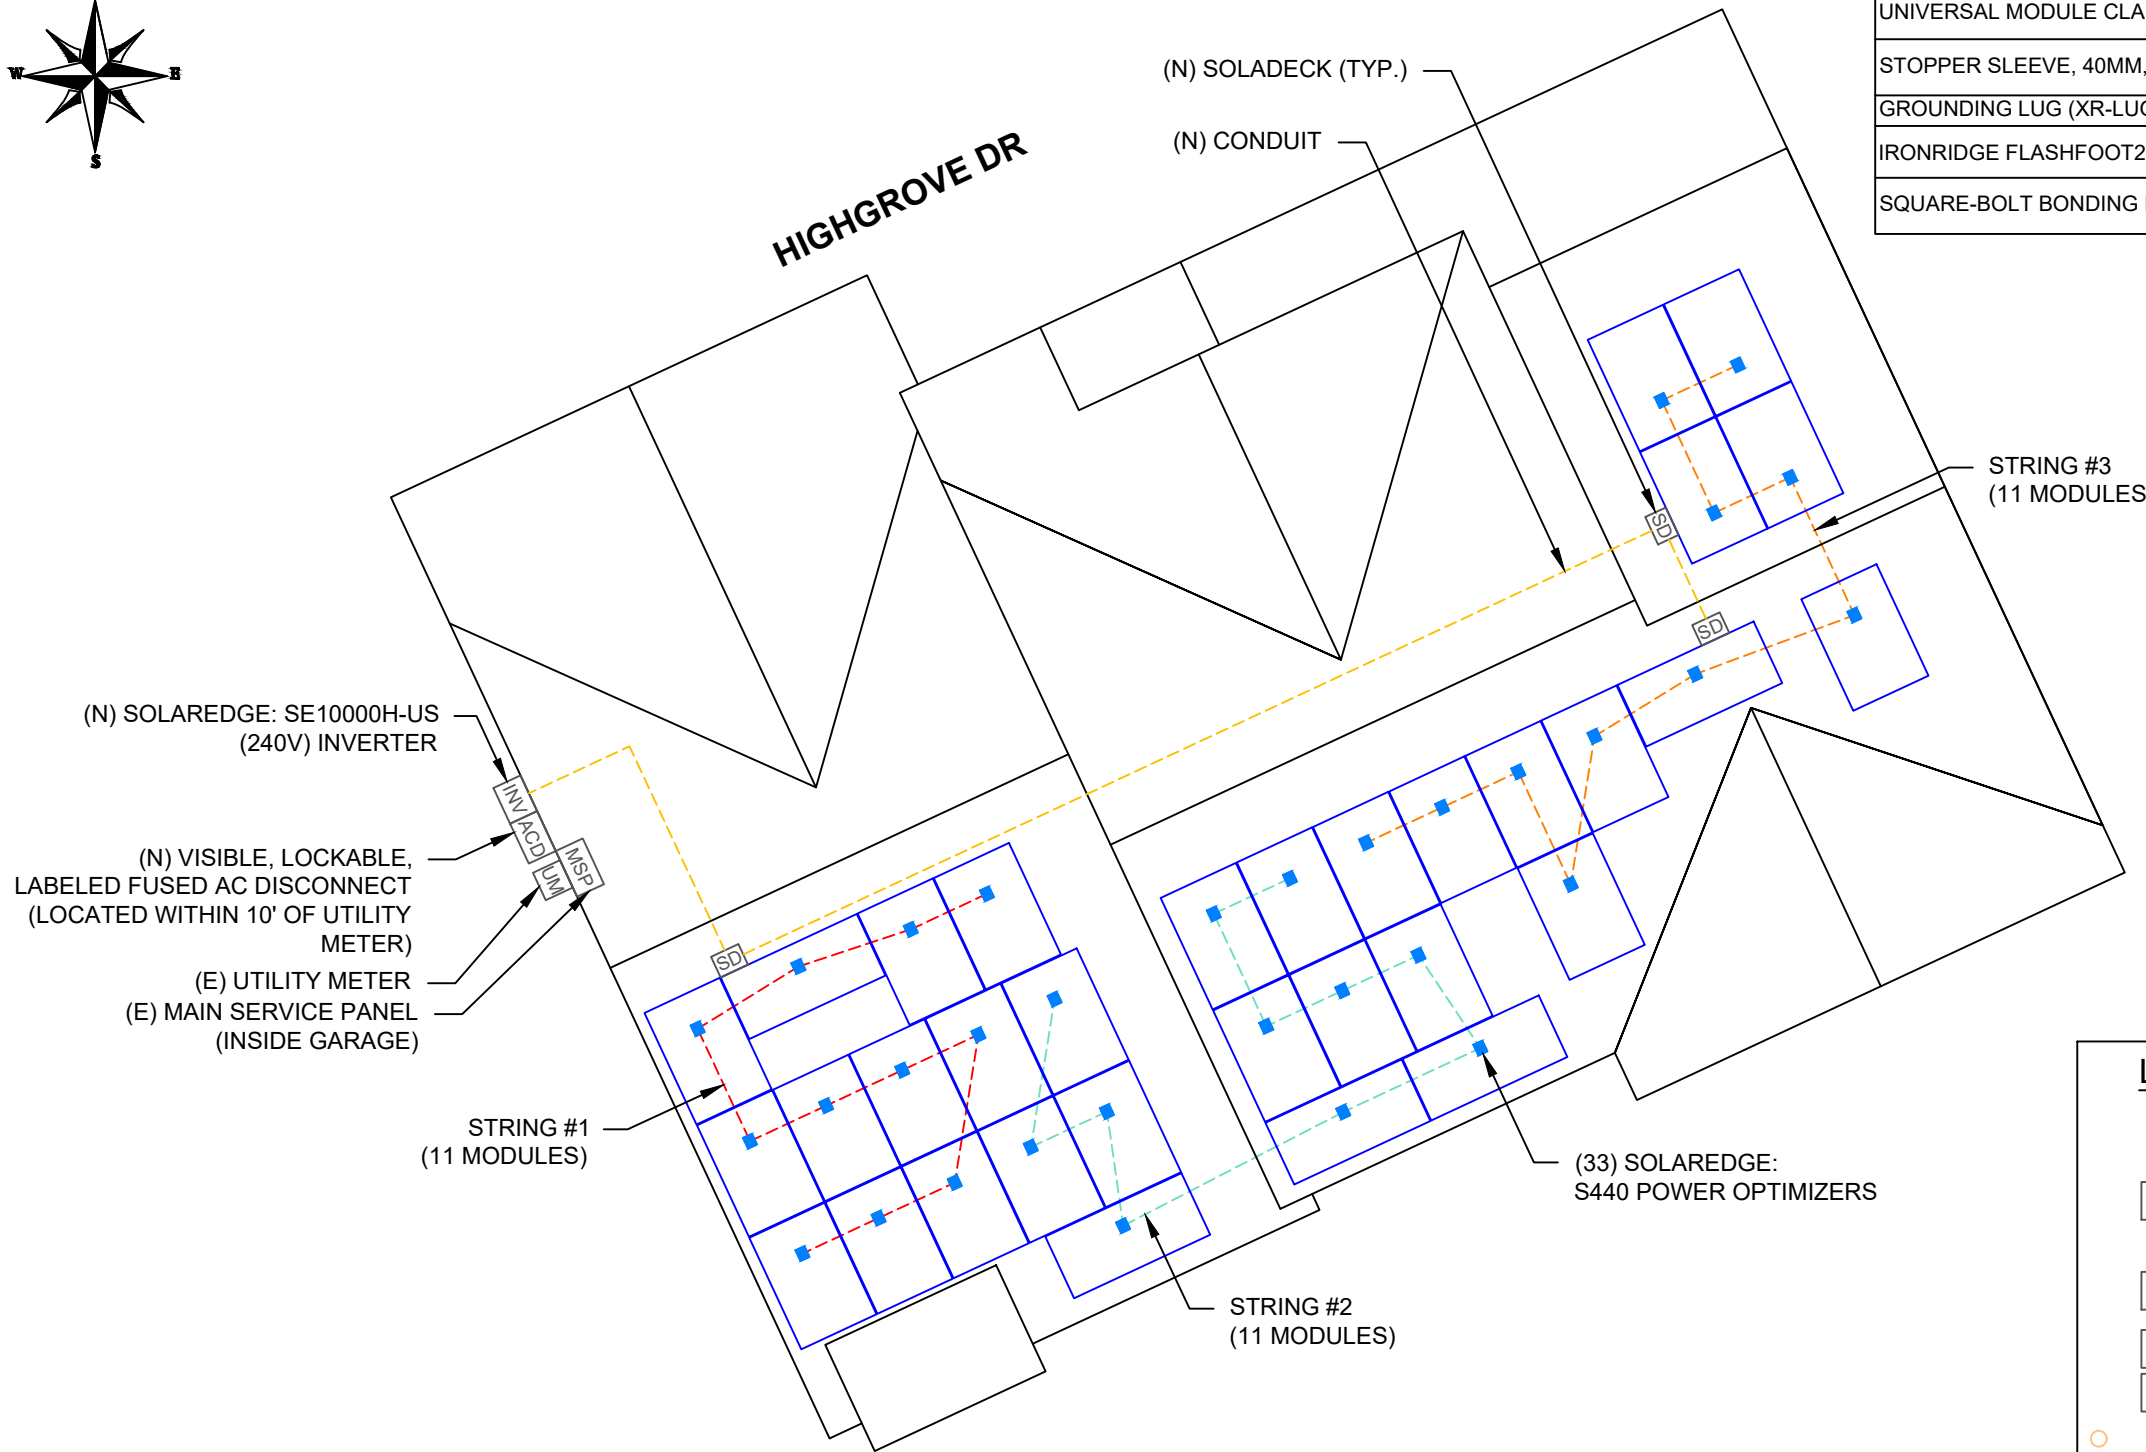 W
E
S
HIGHGROVE DR
(N) SOLADECK (TYP.)
(N) CONDUIT
UNIVERSAL MODULE CLA
STOPPER SLEEVE, 40MM,
GROUNDING LUG (XR-LUG
IRONRIDGE FLASHFOOT2
SQUARE-BOLT BONDING
STRING #3
(11 MODULES
SD
SD
(N) SOLAREDGE: SE10000H-US
(240V) INVERTER
INV
ACD
MSP
UM
(N) VISIBLE, LOCKABLE,
LABELED FUSED AC DISCONNECT
(LOCATED WITHIN 10' OF UTILITY
METER)
(E) UTILITY METER
(E) MAIN SERVICE PANEL
(INSIDE GARAGE)
SD
STRING #1
(11 MODULES)
(33) SOLAREDGE:
S440 POWER OPTIMIZERS
STRING #2
(11 MODULES)
L